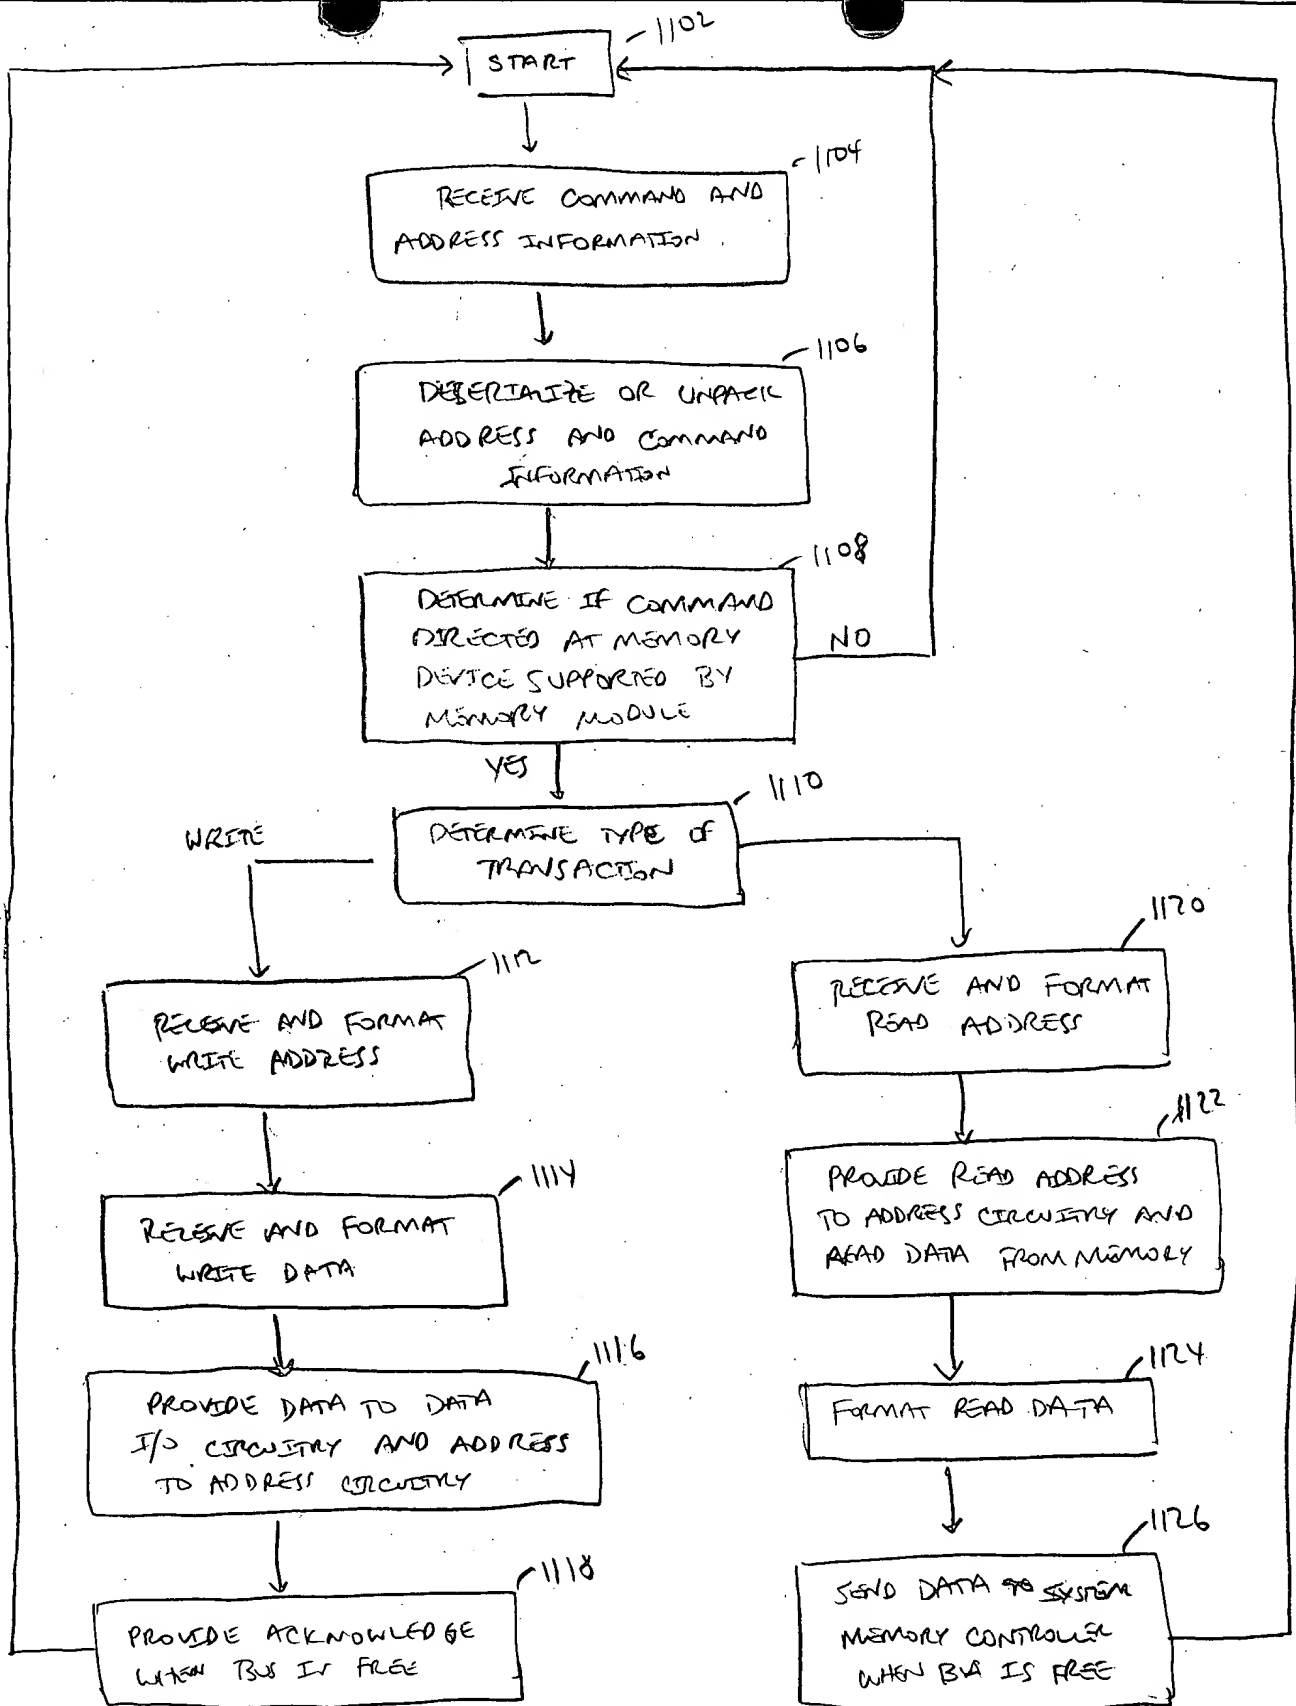 1102
START
1104
RECEIVE COMMAND AND
ADDRESS INFORMATION.
1106
DESERIALIZE OR UNPACK
ADDRESS AND COMMAND
INFORMATION
1108
DETERMINE IF COMMAND
DIRECTED AT MEMORY
DEVICE SUPPORTED BY
MEMORY MODULE
NO
YES
1110
DETERMINE TYPE OF
TRANSACTION
WRITE
1112
RECEIVE AND FORMAT
WRITE ADDRESS
1114
RECEIVE AND FORMAT
WRITE DATA
1116
PROVIDE DATA TO DATA
I/O CIRCUITRY AND ADDRESS
TO ADDRESS CIRCUITRY
1118
PROVIDE ACKNOWLEDGE
WHEN BUS IS FREE
1120
RECEIVE AND FORMAT
READ ADDRESS
1122
PROVIDE READ ADDRESS
TO ADDRESS CIRCUITRY AND
READ DATA FROM MEMORY
1124
FORMAT READ DATA
1126
SEND DATA TO SYSTEM
MEMORY CONTROLLER
WHEN BUS IS FREE